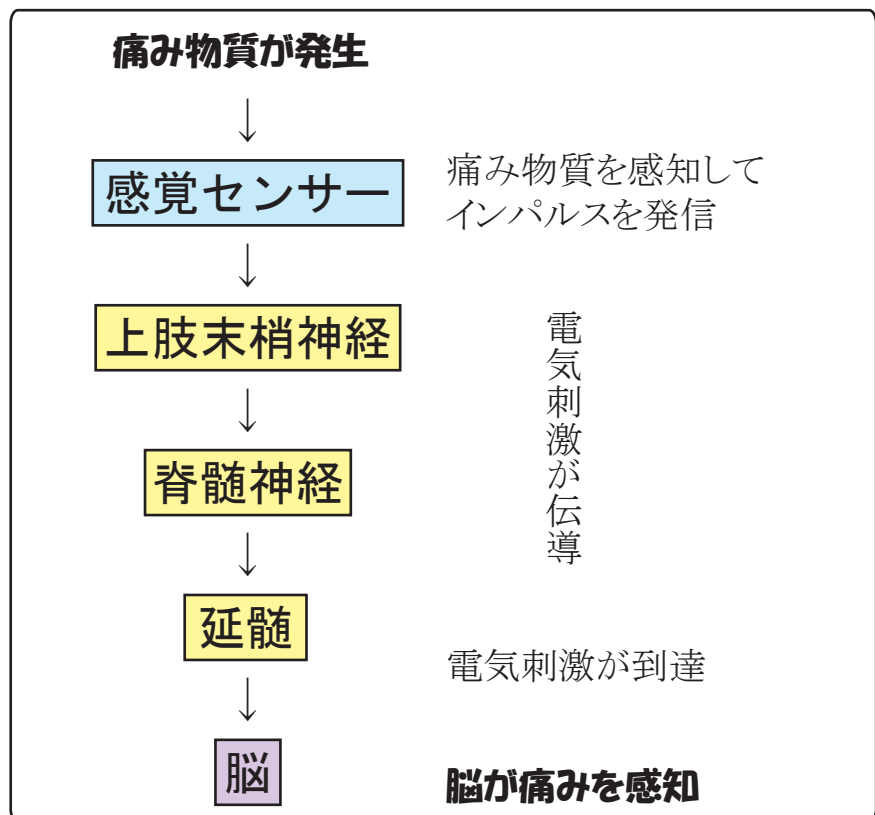 痛み物質が発生
↓
感覚センサー
痛み物質を感知して
インパルスを発信
↓
上肢末梢神経
電気刺激が伝導
↓
脊髄神経
↓
延髄
電気刺激が到達
↓
脳
脳が痛みを感知